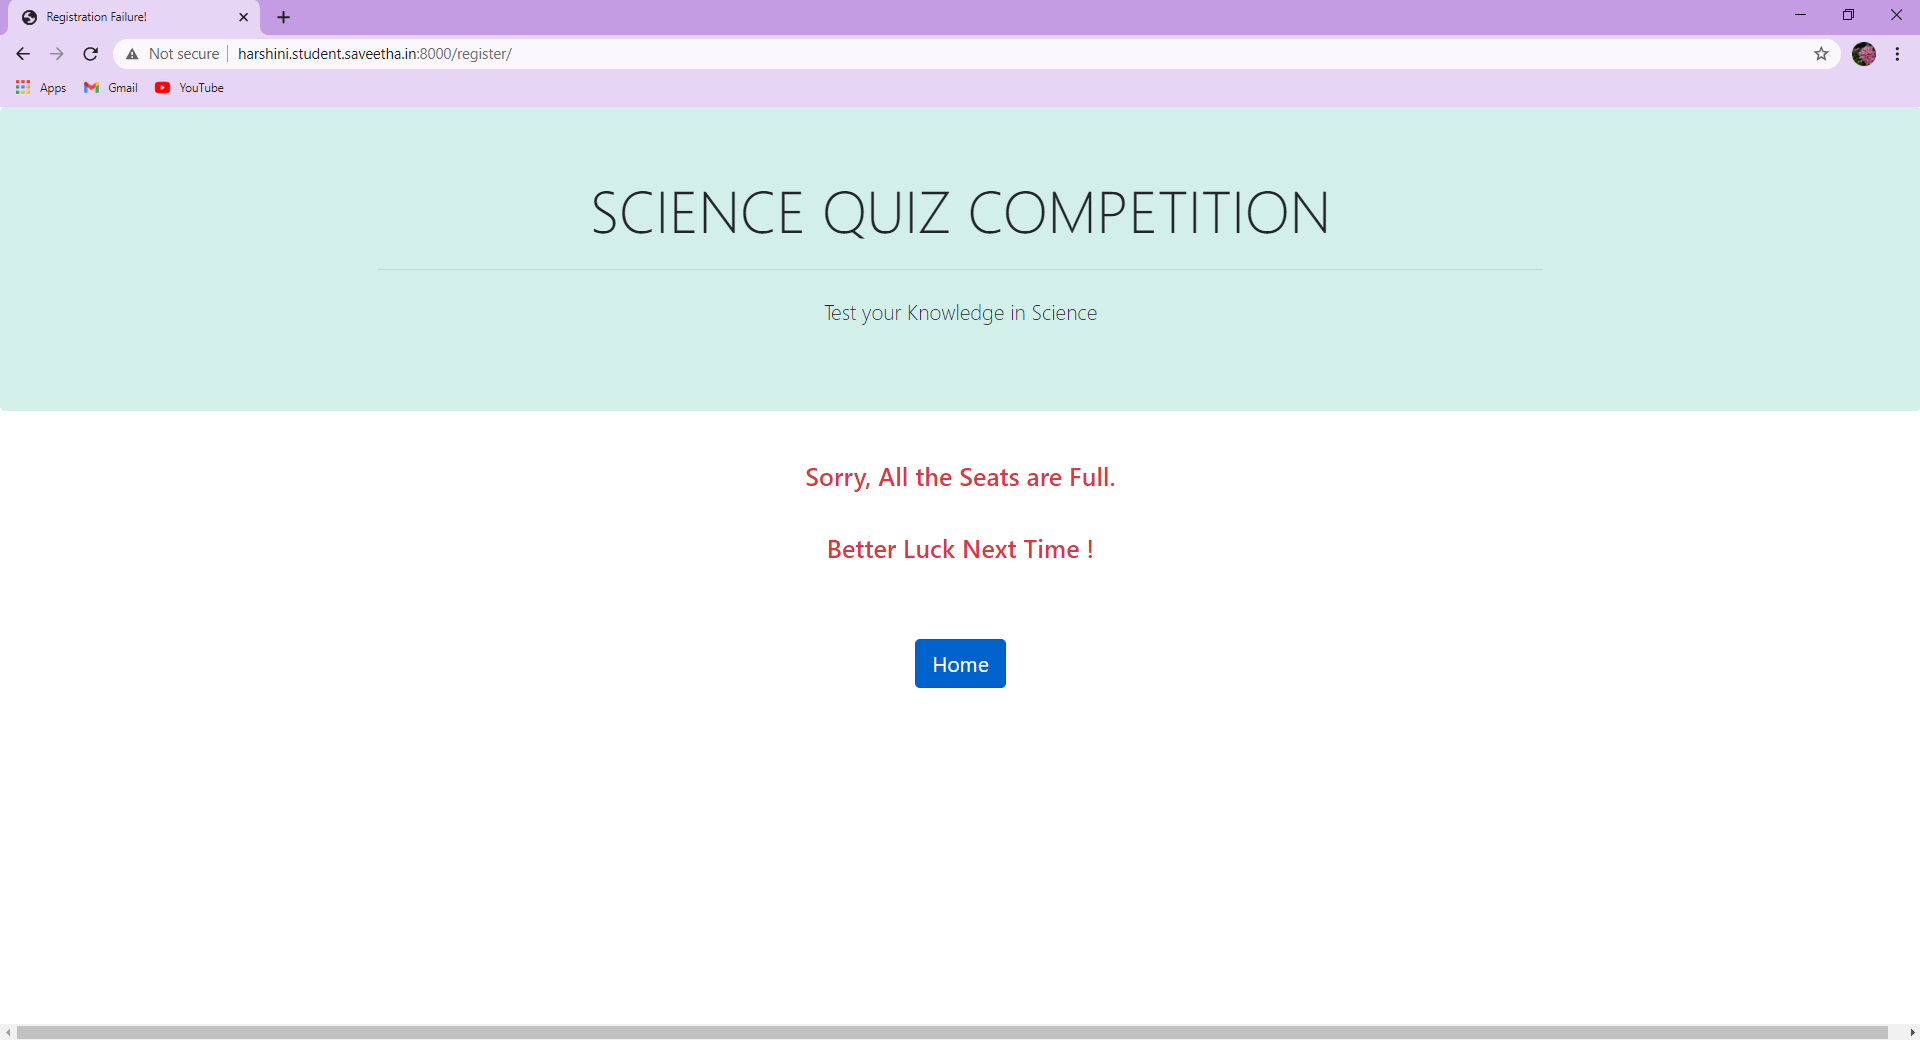 Registration Failure!
Not secure harshini.student.saveetha.in:8000/register/
Apps Gmail YouTube
SCIENCE QUIZ COMPETITION
Test your Knowledge in Science
Sorry, All the Seats are Full.
Better Luck Next Time !
Home